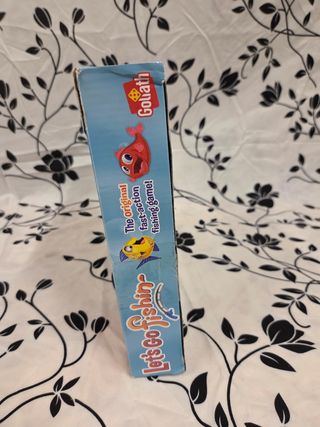 Let's Go fishin'
The original
fast-action
fishing game!
Goliath